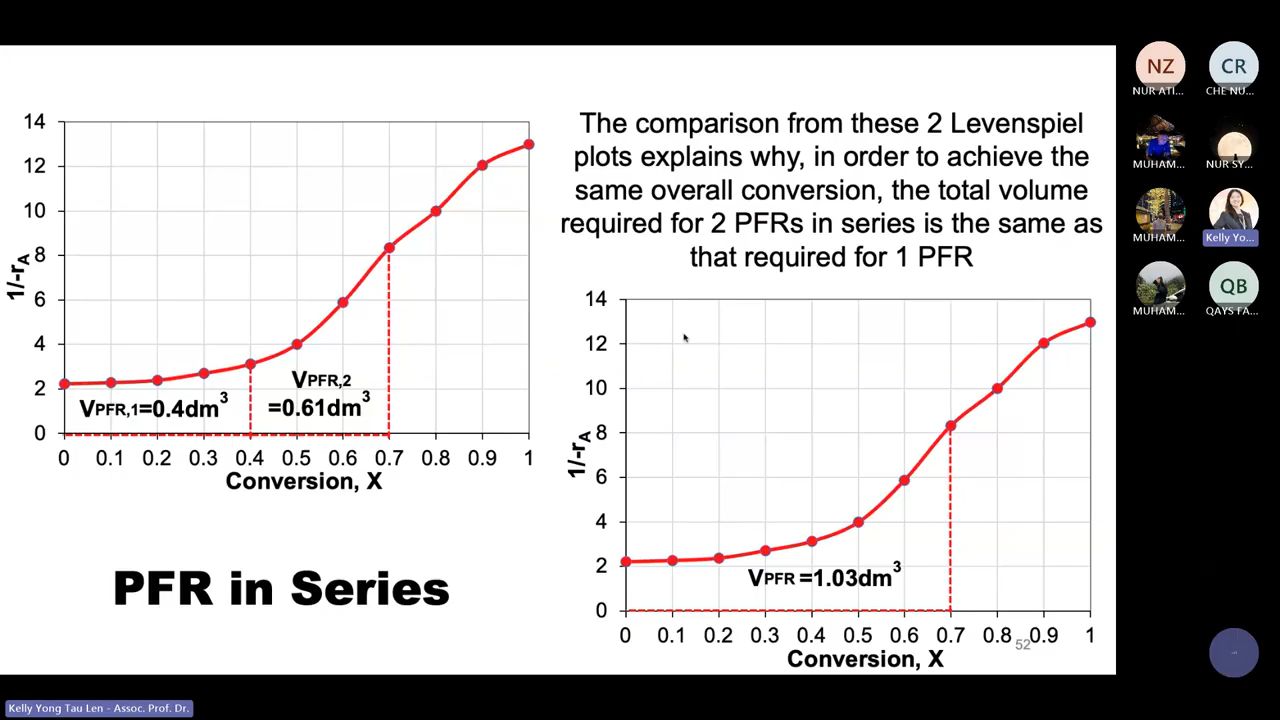 14
12
10
8
6
4
2
0
1/-rA
VPFR,1=0.4dm3
VPFR,2
=0.61dm3
0 0.1 0.2 0.3 0.4 0.5 0.6 0.7 0.8 0.9 1
Conversion, X
PFR in Series
The comparison from these 2 Levenspiel
plots explains why, in order to achieve the
same overall conversion, the total volume
required for 2 PFRs in series is the same as
that required for 1 PFR
14
12
10
8
6
4
2
0
1/-rA
VPFR =1.03dm3
0 0.1 0.2 0.3 0.4 0.5 0.6 0.7 0.8 0.9 1
52
Conversion, X
NZ
NUR ATI...
CR
CHE NU...
MUHAM...
NUR SY...
MUHAM...
Kelly Yo...
MUHAM...
QB
QAYS FA...
Kelly Yong Tau Len - Assoc. Prof. Dr.